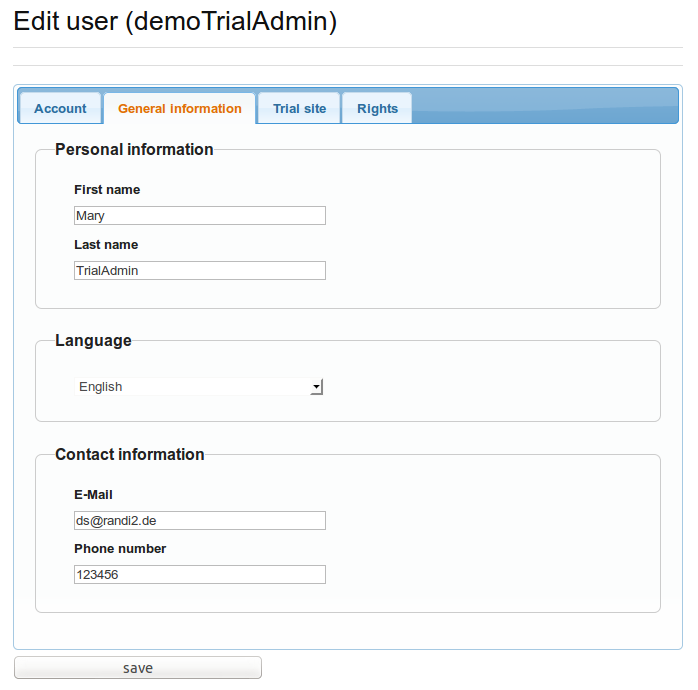 Edit user (demoTrialAdmin)
Account General information Trial site Rights
Personal information
First name
Mary
Last name
TrialAdmin
Language
English
Contact information
E-Mail
ds@randi2.de
Phone number
123456
save